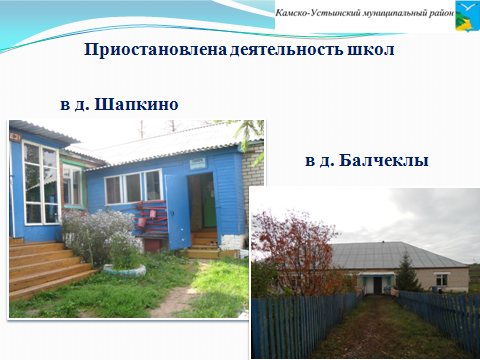 Камско-Устьинский муниципальный район
Приостановлена деятельность школ
в д. Шапкино
в д. Балчеклы